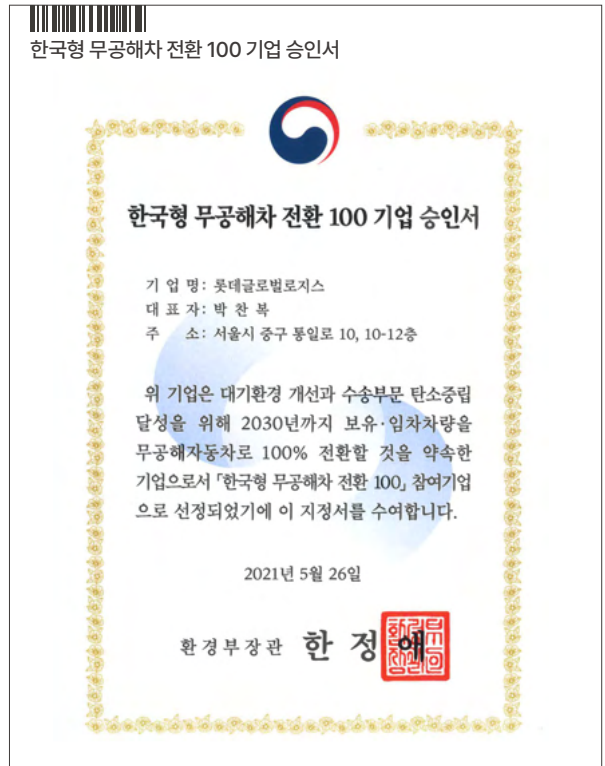 한국형 무공해차 전환 100 기업 승인서
한국형 무공해차 전환 100 기업 승인서
기 업 명: 롯데글로벌로지스
대 표 자: 박 찬 복
주 소: 서울시 중구 통일로 10, 10-12층
위 기업은 대기환경 개선과 수송부문 탄소중립
달성을 위해 2030년까지 보유·임차차량을
무공해자동차로 100% 전환할 것을 약속한
기업으로서 「한국형 무공해차 전환 100」 참여기업
으로 선정되었기에 이 지정서를 수여합니다.
2021년 5월 26일
환경부장관 한 정 애